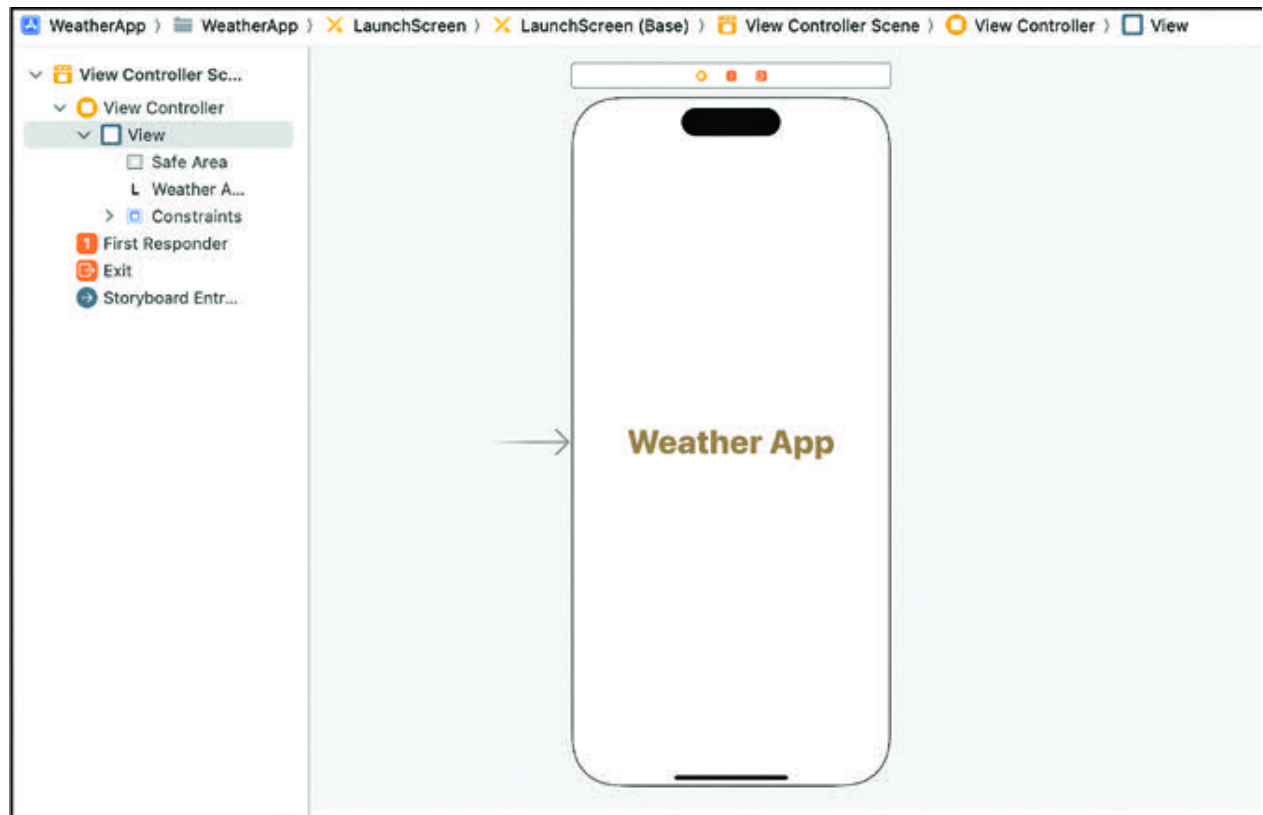 WeatherApp 〉 WeatherApp 〉 LaunchScreen 〉 LaunchScreen (Base) 〉 View Controller Scene 〉 View Controller 〉 View
View Controller Sc...
View Controller
View
Safe Area
L Weather A...
Constraints
1 First Responder
Exit
Storyboard Entr...
Weather App